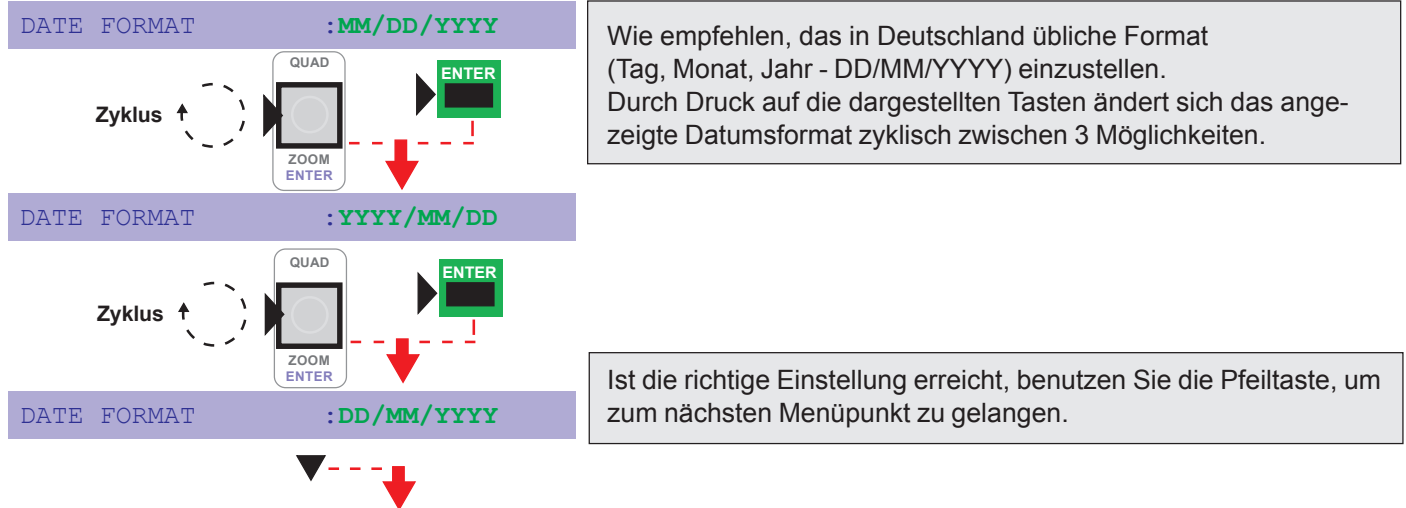 DATE FORMAT :MM/DD/YYYY
Wie empfehlen, das in Deutschland übliche Format
(Tag, Monat, Jahr - DD/MM/YYYY) einzustellen.
Durch Druck auf die dargestellten Tasten ändert sich das ange-
zeigte Datumsformat zyklisch zwischen 3 Möglichkeiten.
QUAD
ENTER
Zyklus
ZOOM
ENTER
DATE FORMAT :YYYY/MM/DD
QUAD
ENTER
Zyklus
ZOOM
ENTER
DATE FORMAT :DD/MM/YYYY
Ist die richtige Einstellung erreicht, benutzen Sie die Pfeiltaste, um
zum nächsten Menüpunkt zu gelangen.